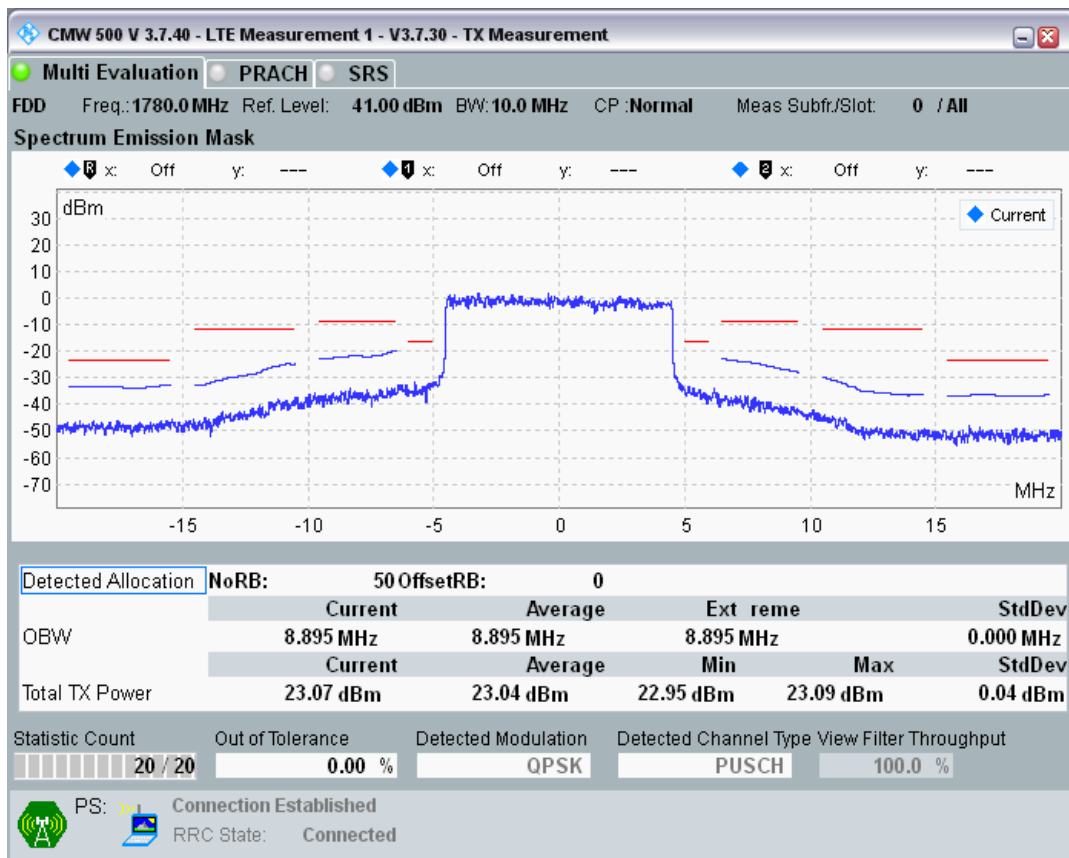 CMW 500 V 3.7.40 - LTE Measurement 1 - V3.7.30 - TX Measurement
Multi Evaluation PRACH SRS
FDD Freq.: 1780.0 MHz Ref. Level: 41.00 dBm BW: 10.0 MHz CP :Normal Meas Subfr./Slot: 0 / All
Spectrum Emission Mask
R x: Off y: --- 1 x: Off y: --- 2 x: Off y: ---
dBm
Current
30
20
10
0
-10
-20
-30
-40
-50
-60
-70
MHz
-15 -10 -5 0 5 10 15
Detected Allocation NoRB: 50 OffsetRB: 0
Current Average Ext reme StdDev
OBW 8.895 MHz 8.895 MHz 8.895 MHz 0.000 MHz
Current Average Min Max StdDev
Total TX Power 23.07 dBm 23.04 dBm 22.95 dBm 23.09 dBm 0.04 dBm
Statistic Count Out of Tolerance Detected Modulation Detected Channel Type View Filter Throughput
20 / 20 0.00 % QPSK PUSCH 100.0 %
PS: Connection Established
RRC State: Connected